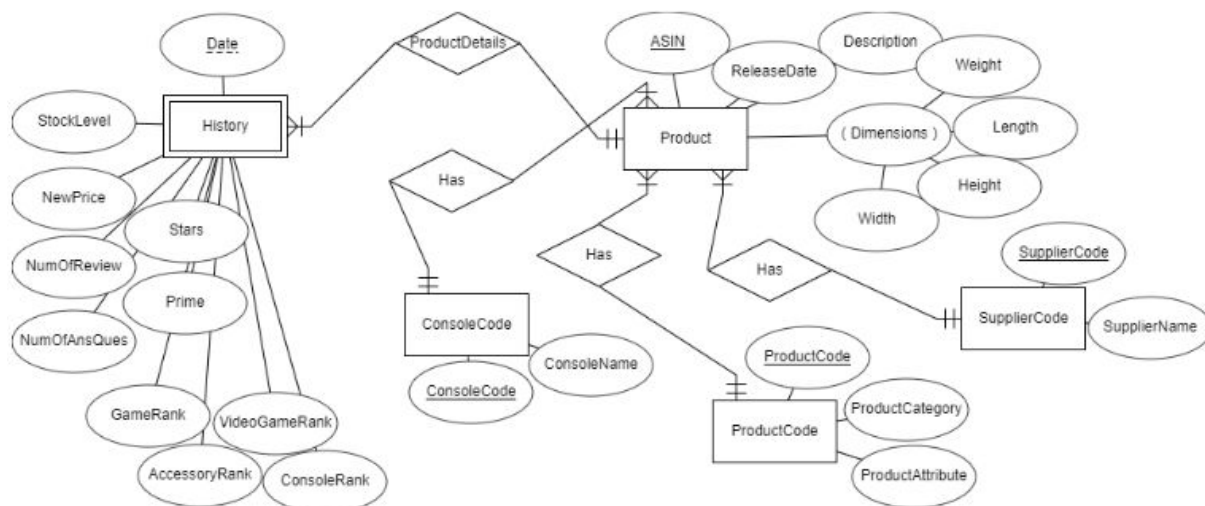 Date
ProductDetails
ASIN
ReleaseDate
Description
Weight
StockLevel
History
Product
( Dimensions )
Length
NewPrice
Has
Height
Stars
Width
NumOfReview
Has
Has
SupplierCode
Prime
NumOfAnsQues
ConsoleCode
SupplierCode
SupplierName
ConsoleName
ProductCode
ConsoleCode
GameRank
VideoGameRank
ProductCategory
ProductCode
AccessoryRank
ConsoleRank
ProductAttribute